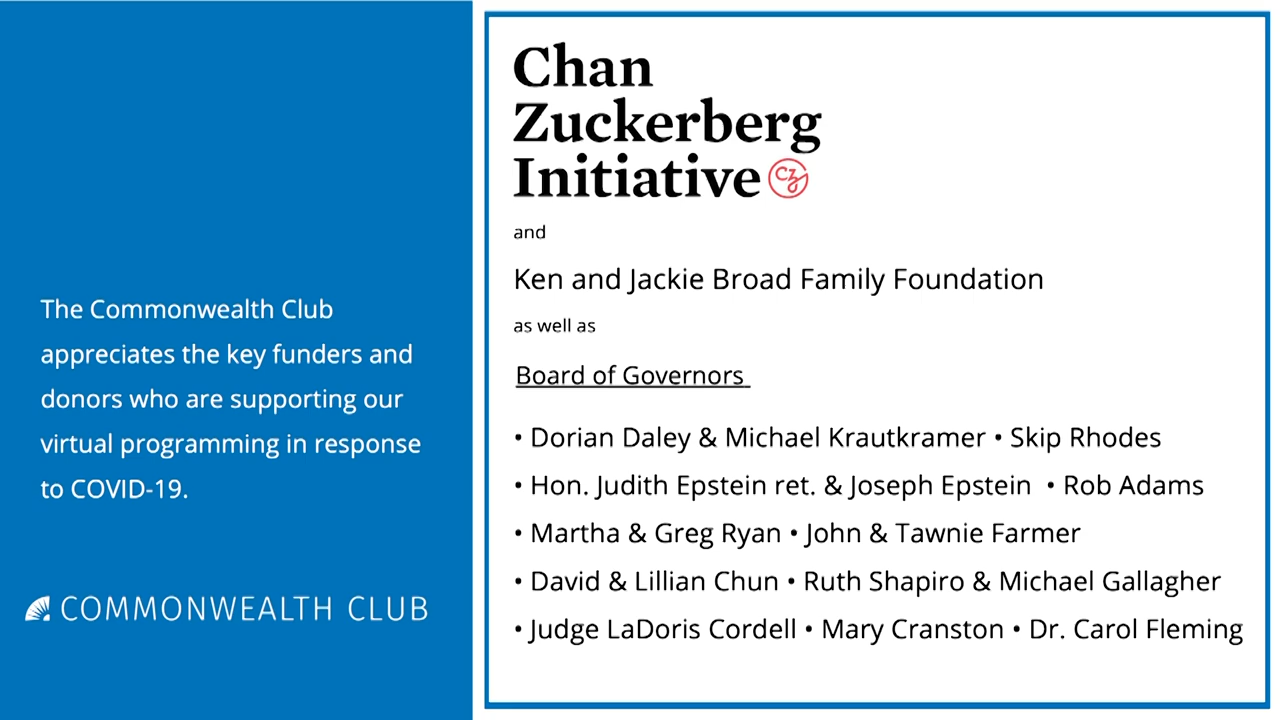 The Commonwealth Club
appreciates the key funders and
donors who are supporting our
virtual programming in response
to COVID-19.
COMMONWEALTH CLUB
Chan
Zuckerberg
Initiative CZI
and
Ken and Jackie Broad Family Foundation
as well as
Board of Governors
• Dorian Daley & Michael Krautkramer • Skip Rhodes
• Hon. Judith Epstein ret. & Joseph Epstein • Rob Adams
• Martha & Greg Ryan • John & Tawnie Farmer
• David & Lillian Chun • Ruth Shapiro & Michael Gallagher
• Judge LaDoris Cordell • Mary Cranston • Dr. Carol Fleming